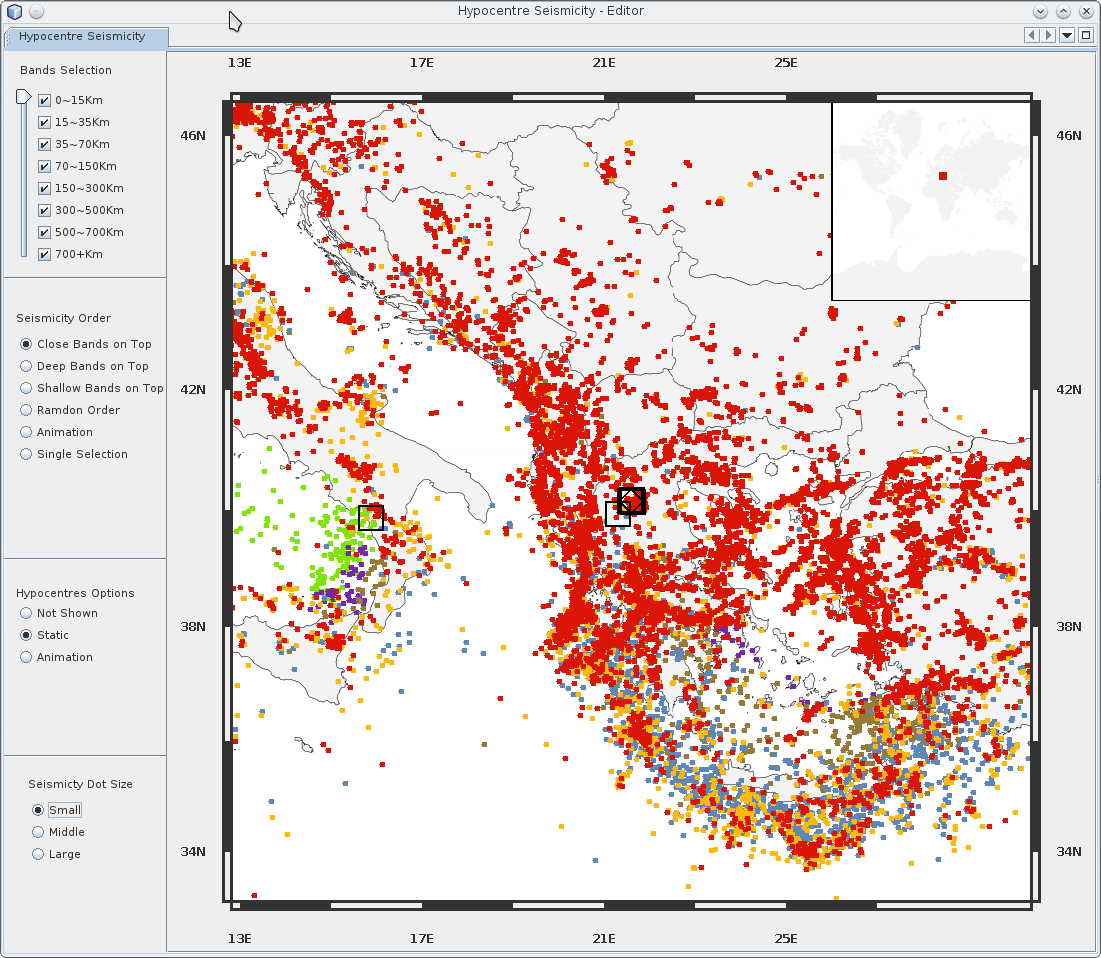 Hypocentre Seismicity - Editor
Hypocentre Seismicity
Bands Selection
0~15Km
15~35Km
35~70Km
70~150Km
150~300Km
300~500Km
500~700Km
700+Km
Seismicity Order
Close Bands on Top
Deep Bands on Top
Shallow Bands on Top
Ramdon Order
Animation
Single Selection
Hypocentres Options
Not Shown
Static
Animation
Seismicty Dot Size
Small
Middle
Large
13E 17E 21E 25E
46N 46N
42N 42N
38N 38N
34N 34N
13E 17E 21E 25E